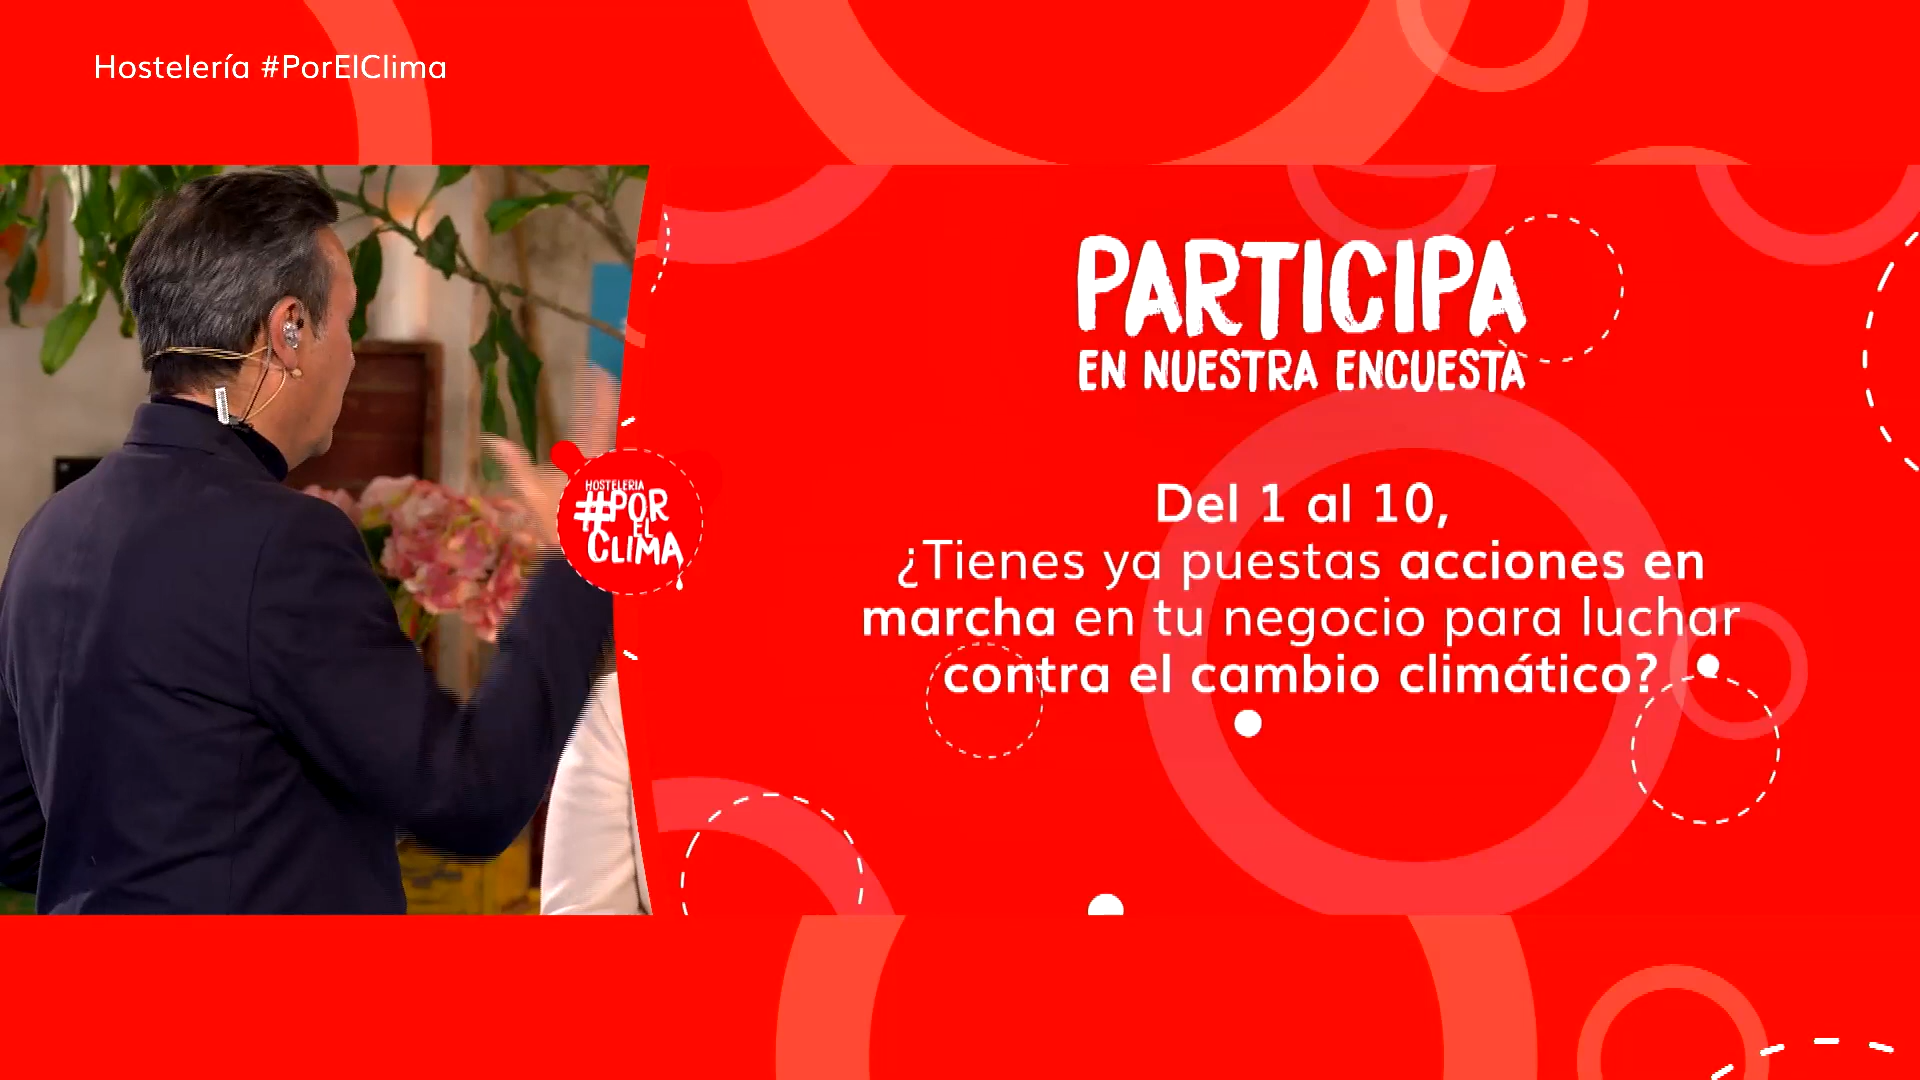 Hostelería #PorElClima
PARTICIPA
EN NUESTRA ENCUESTA
Del 1 al 10,
¿Tienes ya puestas acciones en
marcha en tu negocio para luchar
contra el cambio climático?
HOSTELERIA
#POR
EL
CLIMA